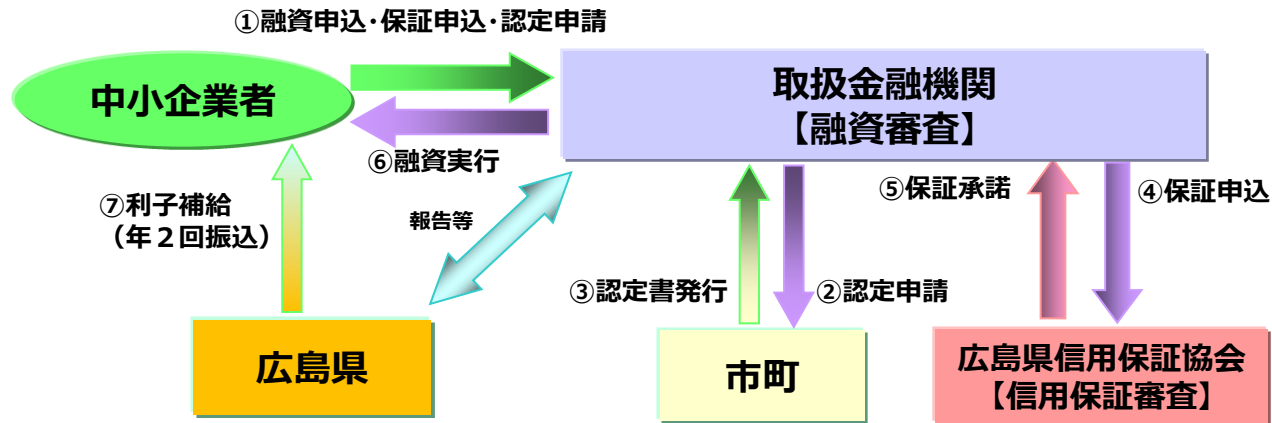 ①融資申込･保証申込･認定申請
中小企業者
取扱金融機関
【融資審査】
⑥融資実行
⑦利子補給
（年２回振込）
報告等
⑤保証承諾
④保証申込
③認定書発行
②認定申請
広島県
市町
広島県信用保証協会
【信用保証審査】